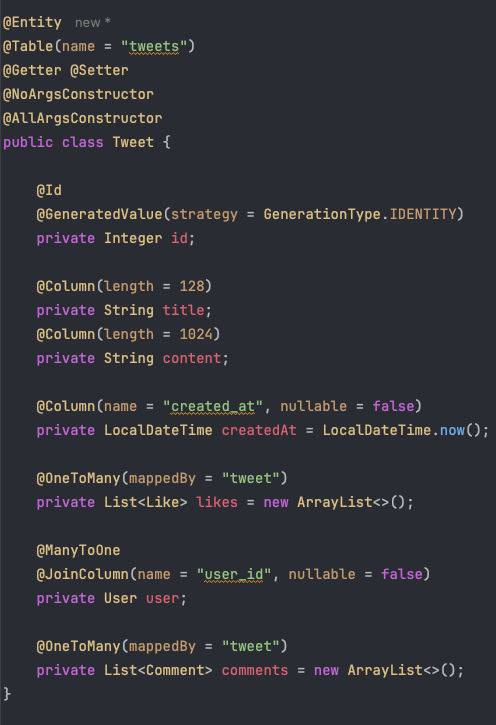 @Entity new *
@Table(name = "tweets")
@Getter @Setter
@NoArgsConstructor
@AllArgsConstructor
public class Tweet {
@Id
@GeneratedValue(strategy = GenerationType.IDENTITY)
private Integer id;
@Column(length = 128)
private String title;
@Column(length = 1024)
private String content;
@Column(name = "created_at", nullable = false)
private LocalDateTime createdAt = LocalDateTime.now();
@OneToMany(mappedBy = "tweet")
private List<Like> likes = new ArrayList<>();
@ManyToOne
@JoinColumn(name = "user_id", nullable = false)
private User user;
@OneToMany(mappedBy = "tweet")
private List<Comment> comments = new ArrayList<>();
}